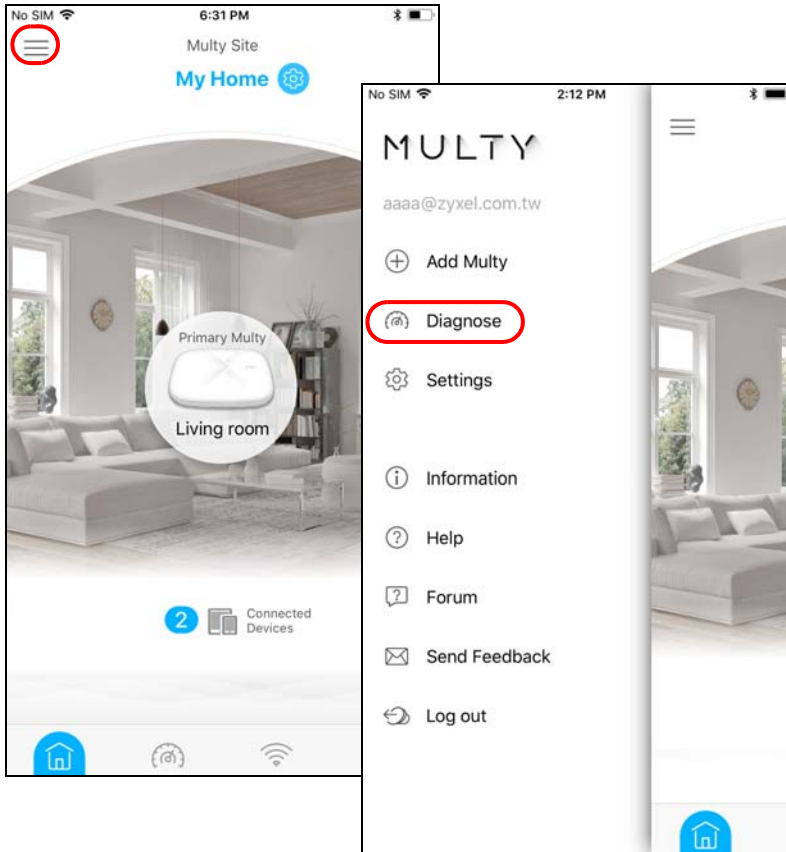 No SIM 6:31 PM
Multy Site
My Home
Primary Multy
Living room
2 Connected
Devices
No SIM 2:12 PM
MULTY
aaaa@zyxel.com.tw
Add Multy
Diagnose
Settings
Information
Help
Forum
Send Feedback
Log out